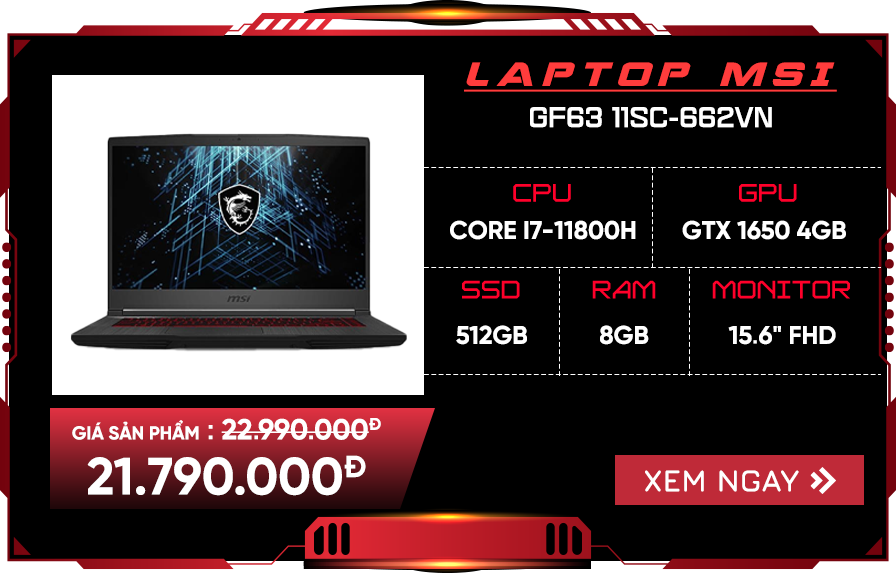 LAPTOP MSI
GF63 11SC-662VN
CPU
CORE I7-11800H
GPU
GTX 1650 4GB
SSD
512GB
RAM
8GB
MONITOR
15.6" FHD
msi
GIÁ SẢN PHẨM : 22.990.000Đ
21.790.000Đ
XEM NGAY